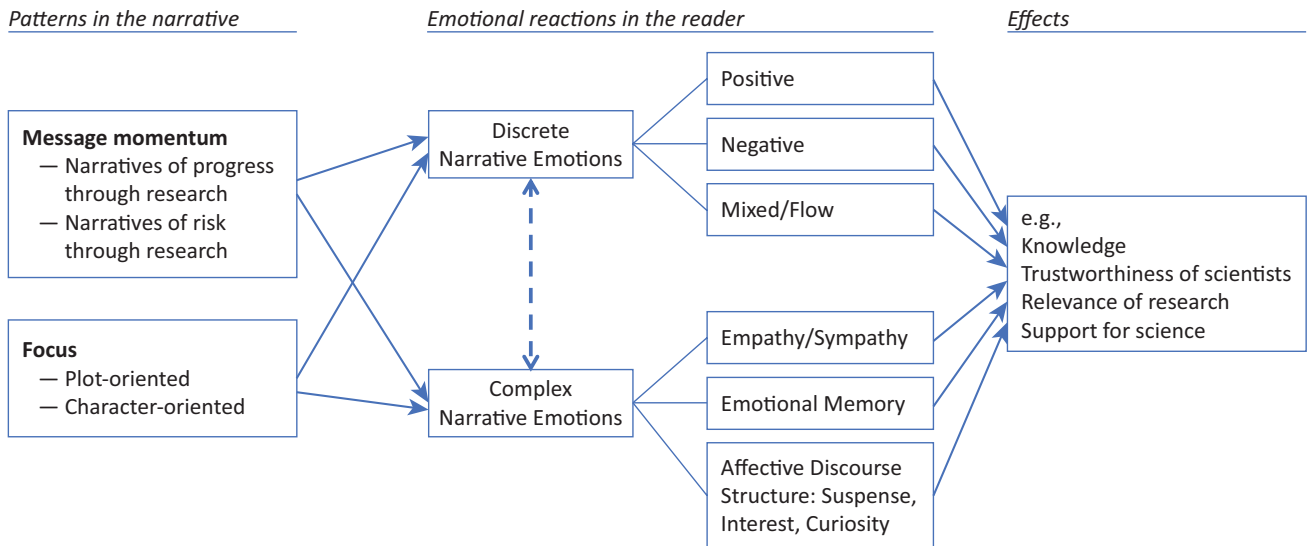 Patterns in the narrative
Emotional reactions in the reader
Effects
Message momentum
— Narratives of progress
through research
— Narratives of risk
through research
Focus
— Plot-oriented
— Character-oriented
Discrete
Narrative Emotions
Complex
Narrative Emotions
Positive
Negative
Mixed/Flow
Empathy/Sympathy
Emotional Memory
Affective Discourse
Structure: Suspense,
Interest, Curiosity
e.g.,
Knowledge
Trustworthiness of scientists
Relevance of research
Support for science